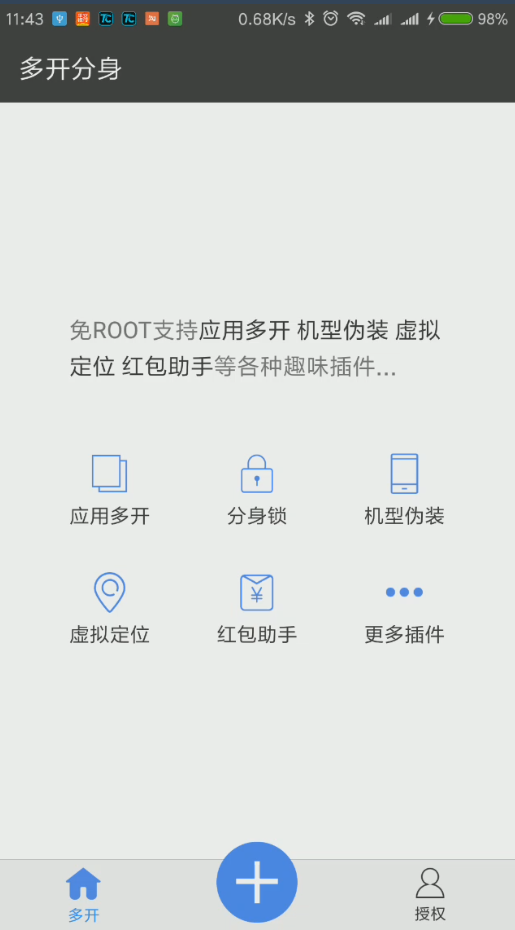 11:43 0.68K/s 98%
多开分身
免ROOT支持应用多开 机型伪装 虚拟
定位 红包助手等各种趣味插件...
应用多开 分身锁 机型伪装
虚拟定位 红包助手 更多插件
多开 授权